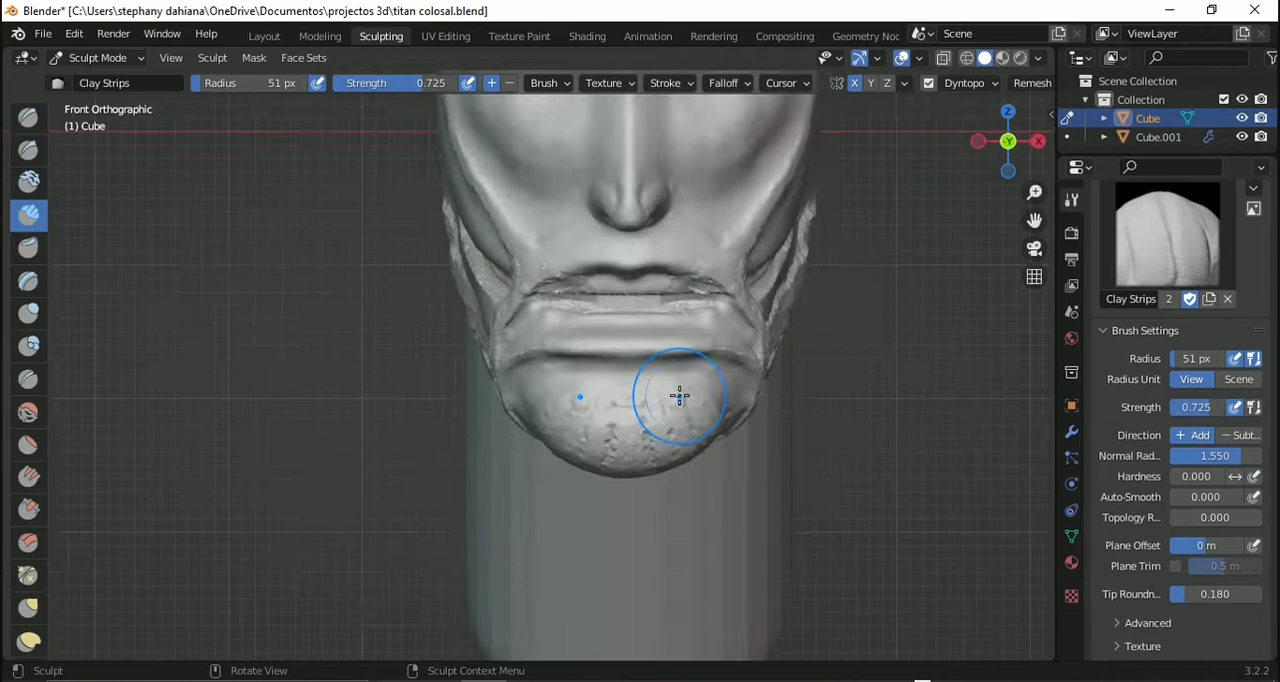 Blender* [C:\Users\stephany dahiana\OneDrive\Documentos\projectos 3d\titan colosal.blend]
File Edit Render Window Help Layout Modeling Sculpting UV Editing Texture Paint Shading Animation Rendering Compositing Geometry Noc Scene ViewLayer
Sculpt Mode View Sculpt Mask Face Sets
Clay Strips Radius 51 px Strength 0.725 Brush Texture Stroke Falloff Cursor X Y Z Dyntopo Remesh
Scene Collection
Collection
Cube
Cube.001
Front Orthographic
(1) Cube
Z
-Y
X
Clay Strips 2
Brush Settings
Radius 51 px
Radius Unit View Scene
Strength 0.725
Direction + Add − Subt...
Normal Rad... 1.550
Hardness 0.000
Auto-Smooth 0.000
Topology R... 0.000
Plane Offset 0 m
Plane Trim 0.5 m
Tip Roundn... 0.180
Advanced
Texture
Sculpt Rotate View Sculpt Context Menu 3.2.2